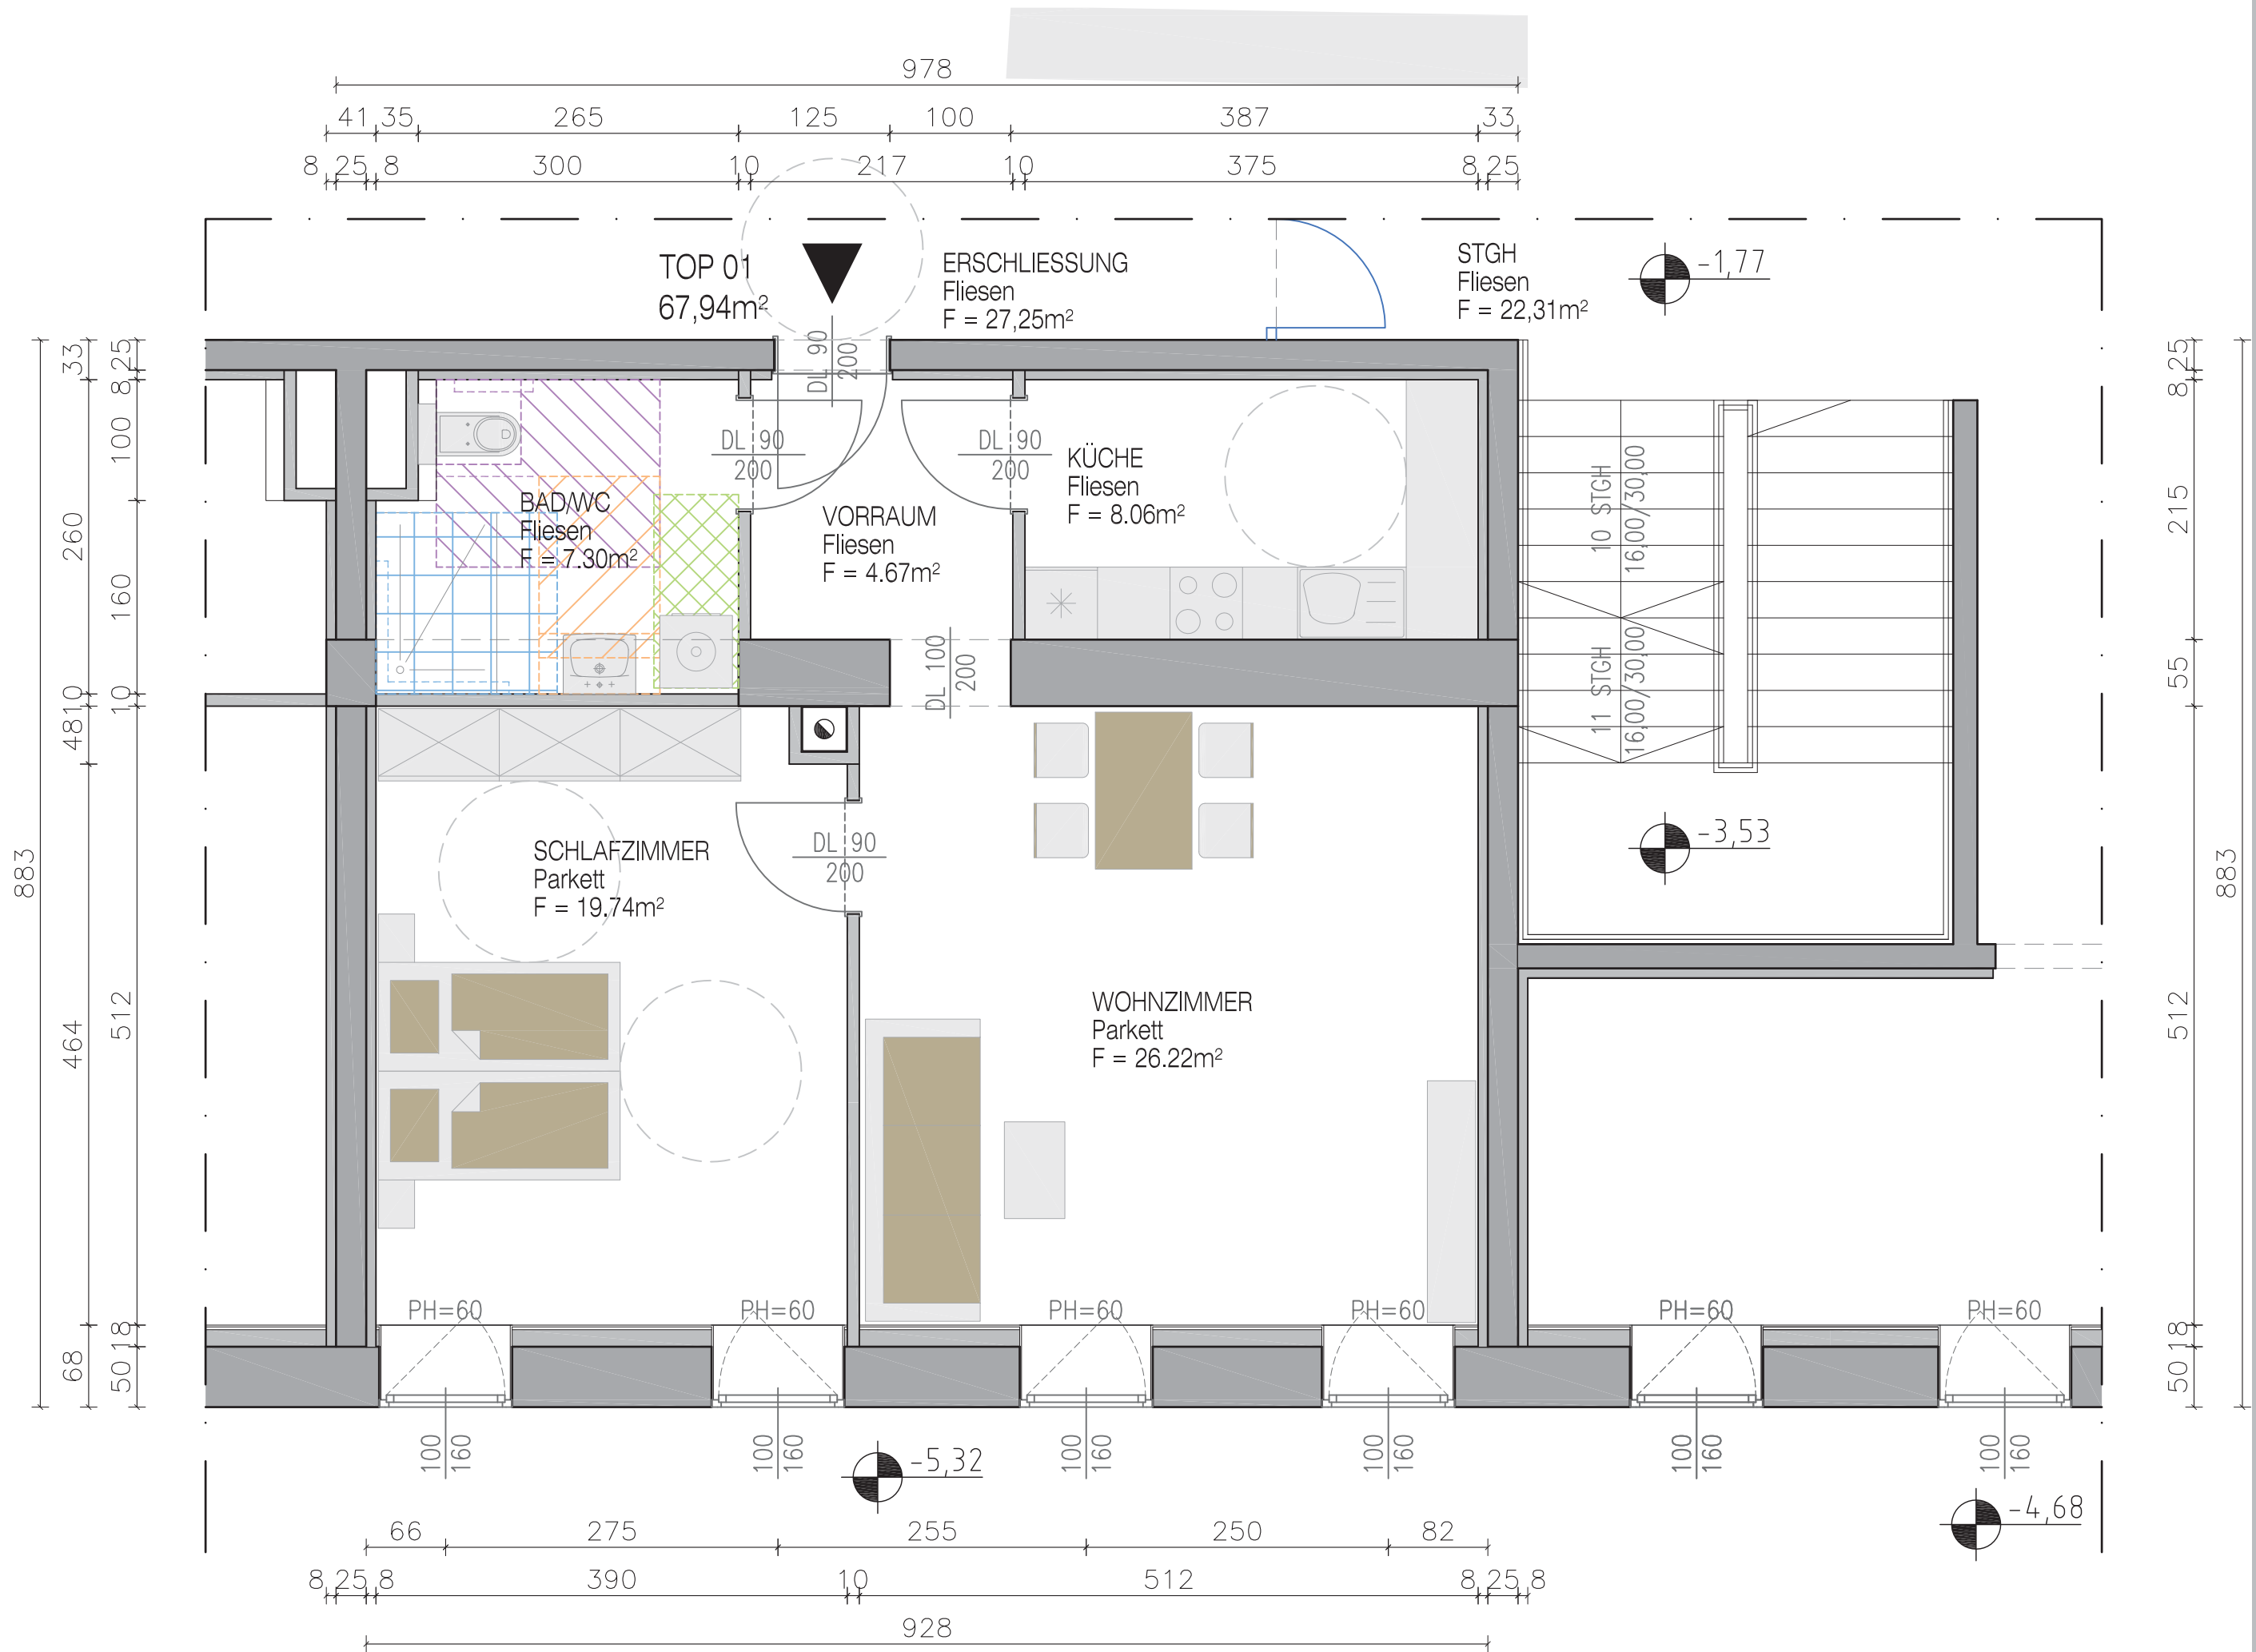 978
41 35 265 125 100 387 33
8 25 8 300 10 217 10 375 8 25
TOP 01
67,94m²
ERSCHLIESSUNG
Fliesen
F = 27,25m²
STGH
Fliesen
F = 22,31m²
-1,77
DL 90
200
DL 90
200
DL 90
200
BAD/WC
Fliesen
F = 7.30m²
VORRAUM
Fliesen
F = 4.67m²
KÜCHE
Fliesen
F = 8.06m²
10 STGH
16,00/30,00
11 STGH
16,00/30,00
DL 100
200
-3,53
SCHLAFZIMMER
Parkett
F = 19.74m²
DL 90
200
WOHNZIMMER
Parkett
F = 26.22m²
883
33 260 10 48 464 68
25 8 100 160 10 512 18 50
25 8 215 55 512 18 50
883
PH=60 PH=60 PH=60 PH=60 PH=60 PH=60
100
160
100
160
100
160
100
160
100
160
100
160
-5,32
-4,68
66 275 255 250 82
8 25 8 390 10 512 8 25 8
928